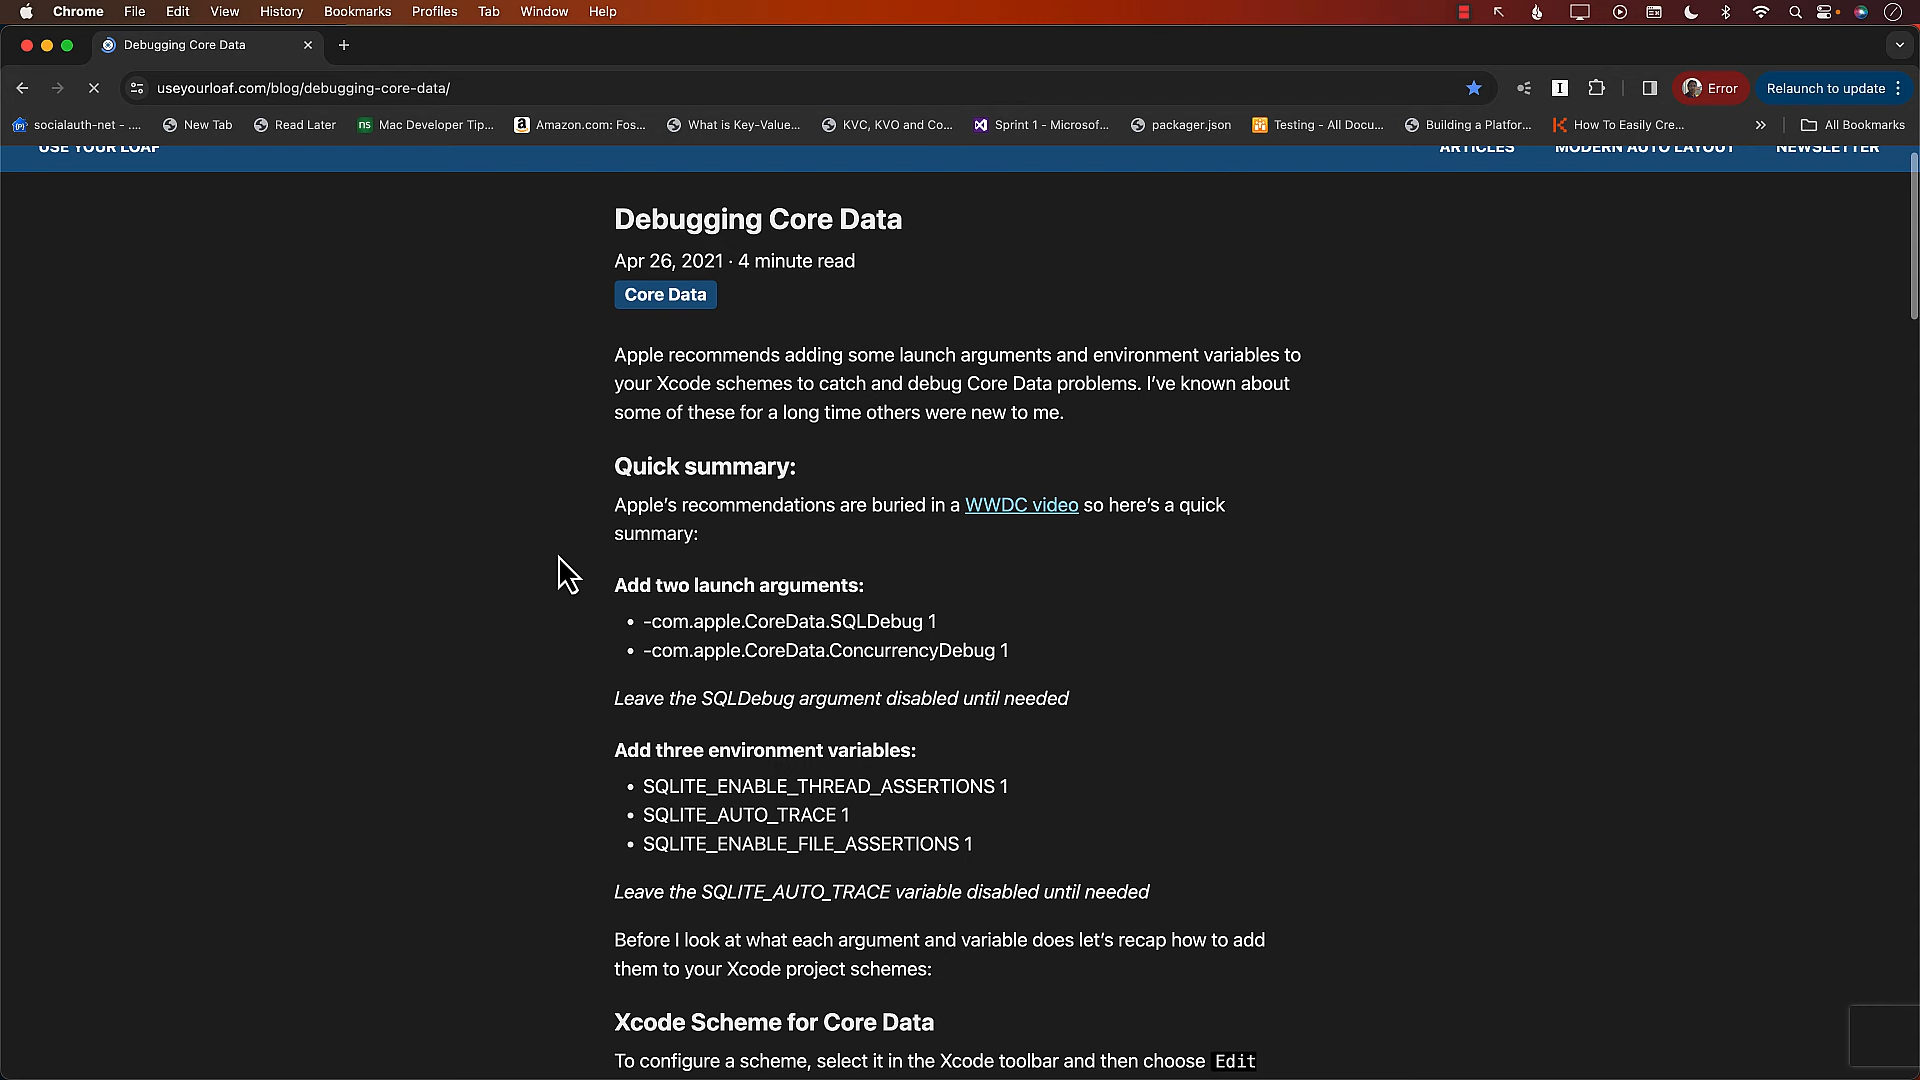 Chrome File Edit View History Bookmarks Profiles Tab Window Help
Debugging Core Data
useyourloaf.com/blog/debugging-core-data/
Error
Relaunch to update
socialauth-net - ....
New Tab
Read Later
ns Mac Developer Tip...
Amazon.com: Fos...
What is Key-Value...
KVC, KVO and Co...
Sprint 1 - Microsof...
packager.json
Testing - All Docu...
Building a Platfor...
How To Easily Cre...
All Bookmarks
USE YOUR LOAF
ARTICLES
MODERN AUTO LAYOUT
NEWSLETTER
Debugging Core Data
Apr 26, 2021 · 4 minute read
Core Data
Apple recommends adding some launch arguments and environment variables to
your Xcode schemes to catch and debug Core Data problems. I’ve known about
some of these for a long time others were new to me.
Quick summary:
Apple’s recommendations are buried in a WWDC video so here’s a quick
summary:
Add two launch arguments:
• -com.apple.CoreData.SQLDebug 1
• -com.apple.CoreData.ConcurrencyDebug 1
Leave the SQLDebug argument disabled until needed
Add three environment variables:
• SQLITE_ENABLE_THREAD_ASSERTIONS 1
• SQLITE_AUTO_TRACE 1
• SQLITE_ENABLE_FILE_ASSERTIONS 1
Leave the SQLITE_AUTO_TRACE variable disabled until needed
Before I look at what each argument and variable does let’s recap how to add
them to your Xcode project schemes:
Xcode Scheme for Core Data
To configure a scheme, select it in the Xcode toolbar and then choose Edit